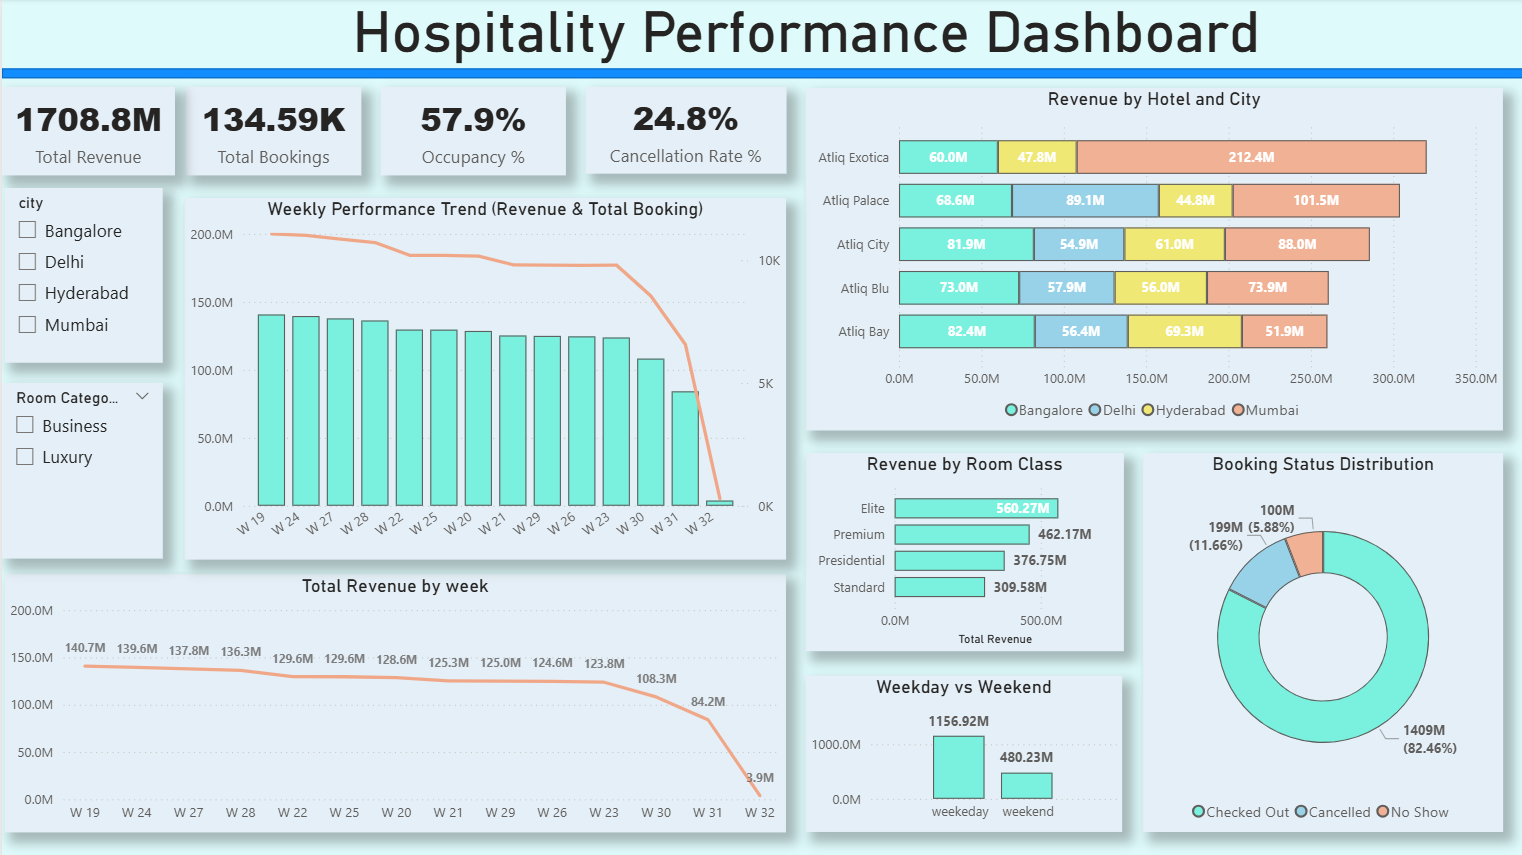 Hospitality Performance Dashboard
1708.8M
Total Revenue
134.59K
Total Bookings
57.9%
Occupancy %
24.8%
Cancellation Rate %
city
Bangalore
Delhi
Hyderabad
Mumbai
Room Catego...
Business
Luxury
Weekly Performance Trend (Revenue & Total Booking)
200.0M
150.0M
100.0M
50.0M
0.0M
10K
5K
0K
W 19 W 24 W 27 W 28 W 22 W 25 W 20 W 21 W 29 W 26 W 23 W 30 W 31 W 32
Total Revenue by week
200.0M
150.0M
100.0M
50.0M
0.0M
140.7M 139.6M 137.8M 136.3M 129.6M 129.6M 128.6M 125.3M 125.0M 124.6M 123.8M 108.3M 84.2M 3.9M
W 19 W 24 W 27 W 28 W 22 W 25 W 20 W 21 W 29 W 26 W 23 W 30 W 31 W 32
Revenue by Hotel and City
Atliq Exotica 60.0M 47.8M 212.4M
Atliq Palace 68.6M 89.1M 44.8M 101.5M
Atliq City 81.9M 54.9M 61.0M 88.0M
Atliq Blu 73.0M 57.9M 56.0M 73.9M
Atliq Bay 82.4M 56.4M 69.3M 51.9M
0.0M 50.0M 100.0M 150.0M 200.0M 250.0M 300.0M 350.0M
Bangalore Delhi Hyderabad Mumbai
Revenue by Room Class
Elite 560.27M
Premium 462.17M
Presidential 376.75M
Standard 309.58M
0.0M 500.0M
Total Revenue
Weekday vs Weekend
1156.92M
480.23M
1000.0M
0.0M
weekeday weekend
Booking Status Distribution
100M
(5.88%)
199M
(11.66%)
1409M
(82.46%)
Checked Out Cancelled No Show